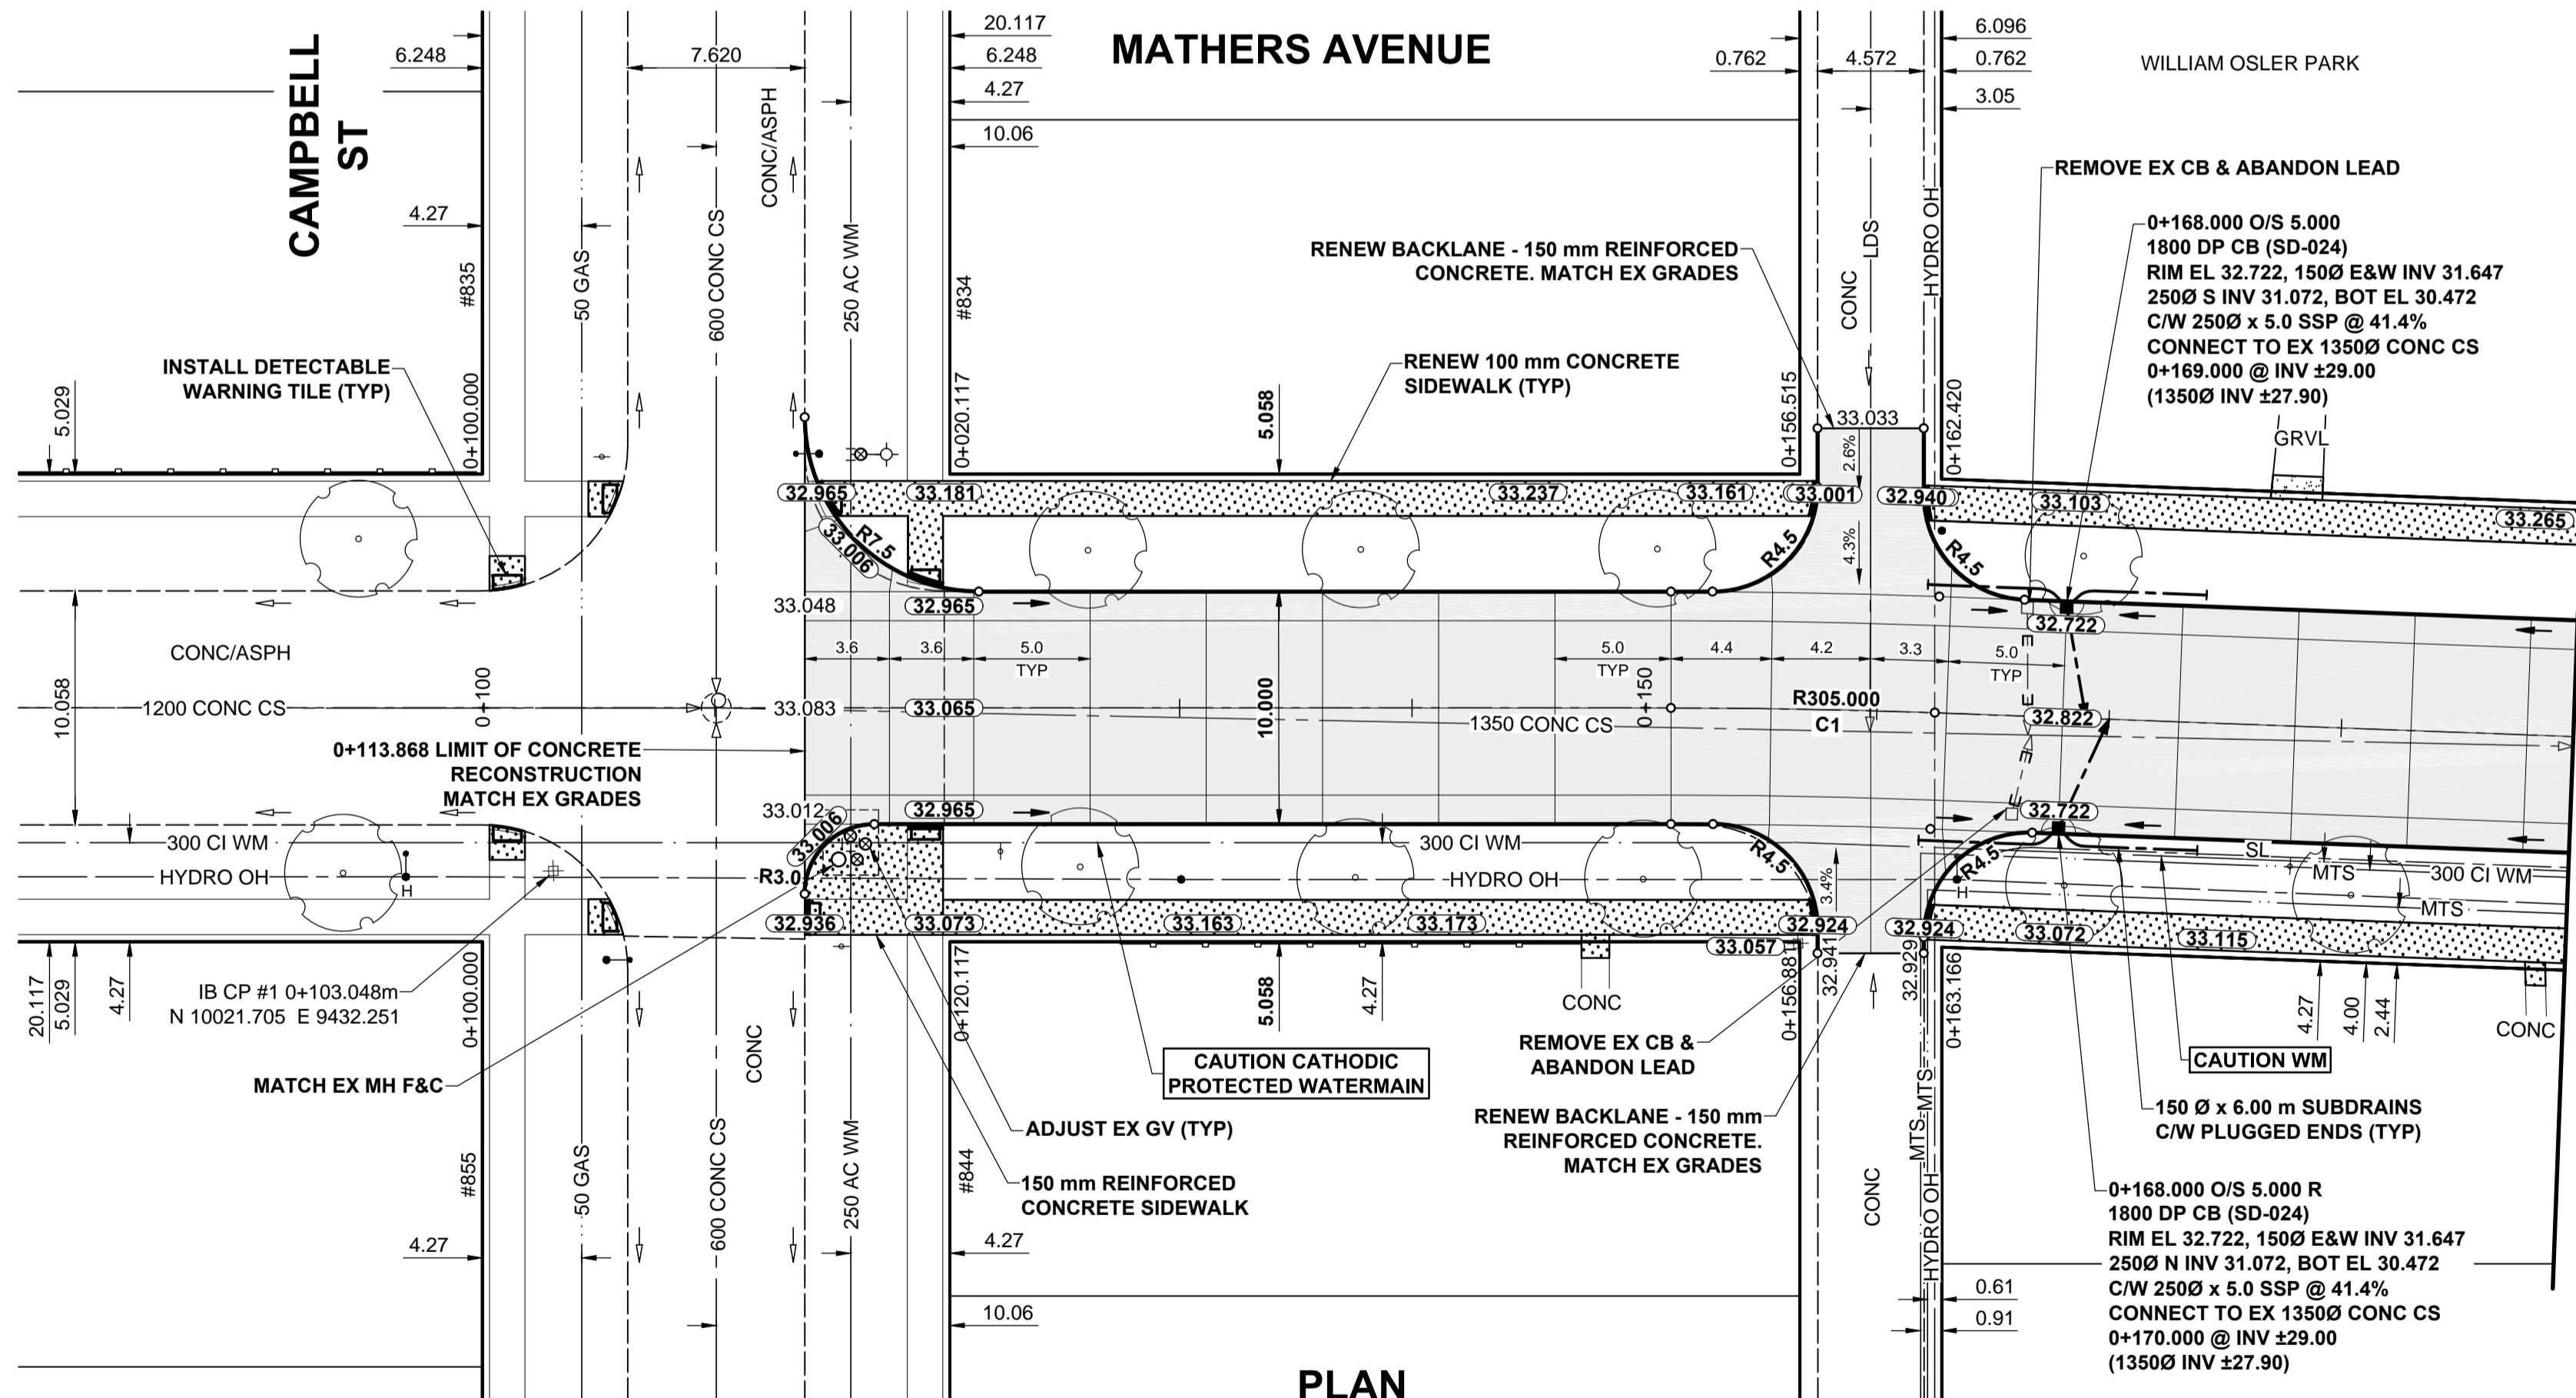 CAMPBELL
ST
MATHERS AVENUE
WILLIAM OSLER PARK
6.248
7.620
20.117
6.248
4.27
10.06
0.762
4.572
6.096
0.762
3.05
4.27
#835
50 GAS
600 CONC CS
CONC/ASPH
250 AC WM
#834
CONC
LDS
HYDRO OH
REMOVE EX CB & ABANDON LEAD
0+168.000 O/S 5.000
1800 DP CB (SD-024)
RIM EL 32.722, 150Ø E&W INV 31.647
250Ø S INV 31.072, BOT EL 30.472
C/W 250Ø x 5.0 SSP @ 41.4%
CONNECT TO EX 1350Ø CONC CS
0+169.000 @ INV ±29.00
(1350Ø INV ±27.90)
GRVL
RENEW BACKLANE - 150 mm REINFORCED
CONCRETE. MATCH EX GRADES
RENEW 100 mm CONCRETE
SIDEWALK (TYP)
INSTALL DETECTABLE
WARNING TILE (TYP)
5.029
0+100.000
0+020.117
5.058
0+156.515
33.033
2.6%
0+162.420
32.965
33.181
33.237
33.161
33.001
32.940
33.103
33.265
R7.5
33.006
R4.5
4.3%
R4.5
33.048
32.965
32.722
CONC/ASPH
3.6
3.6
5.0
TYP
5.0
TYP
4.4
4.2
3.3
5.0
TYP
10.058
1200 CONC CS
0+100
33.083
33.065
10.000
1350 CONC CS
0+150
R305.000
C1
32.822
0+113.868 LIMIT OF CONCRETE
RECONSTRUCTION
MATCH EX GRADES
33.012
32.965
32.722
33.006
300 CI WM
300 CI WM
R4.5
R4.5
SL
MTS
300 CI WM
HYDRO OH
H
R3.0
HYDRO OH
3.4%
H
MTS
32.936
33.073
33.163
33.173
32.924
32.924
33.072
33.115
33.057
20.117
5.029
4.27
IB CP #1 0+103.048m
N 10021.705 E 9432.251
0+100.000
0+120.117
5.058
4.27
CONC
0+156.881
32.941
32.929
0+163.166
4.27
4.00
2.44
CONC
MATCH EX MH F&C
CONC
CAUTION CATHODIC
PROTECTED WATERMAIN
REMOVE EX CB &
ABANDON LEAD
CAUTION WM
ADJUST EX GV (TYP)
RENEW BACKLANE - 150 mm
REINFORCED CONCRETE.
MATCH EX GRADES
150 Ø x 6.00 m SUBDRAINS
C/W PLUGGED ENDS (TYP)
150 mm REINFORCED
CONCRETE SIDEWALK
#855
50 GAS
600 CONC CS
250 AC WM
#844
CONC
MTS
MTS
HYDRO OH
0+168.000 O/S 5.000 R
1800 DP CB (SD-024)
RIM EL 32.722, 150Ø E&W INV 31.647
250Ø N INV 31.072, BOT EL 30.472
C/W 250Ø x 5.0 SSP @ 41.4%
CONNECT TO EX 1350Ø CONC CS
0+170.000 @ INV ±29.00
(1350Ø INV ±27.90)
4.27
4.27
10.06
0.61
0.91
PLAN